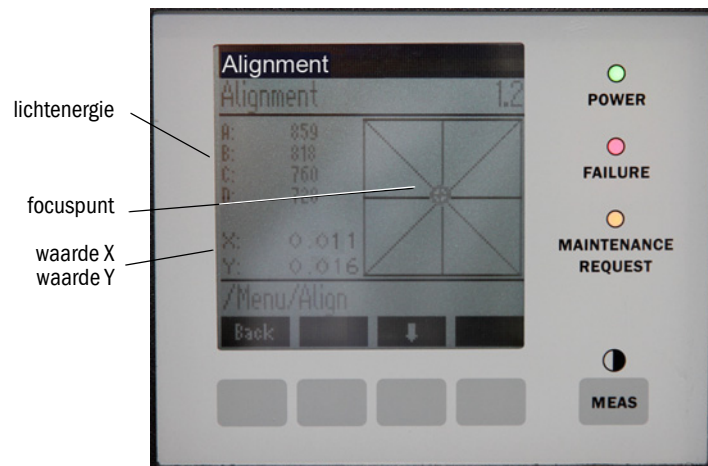 Alignment
Alignment 1.2
lichtenergie
A: 859
B: 818
C: 760
D: 728
focuspunt
waarde X
waarde Y
X: 0.011
Y: 0.016
/Menu/Align
Back
POWER
FAILURE
MAINTENANCE
REQUEST
MEAS